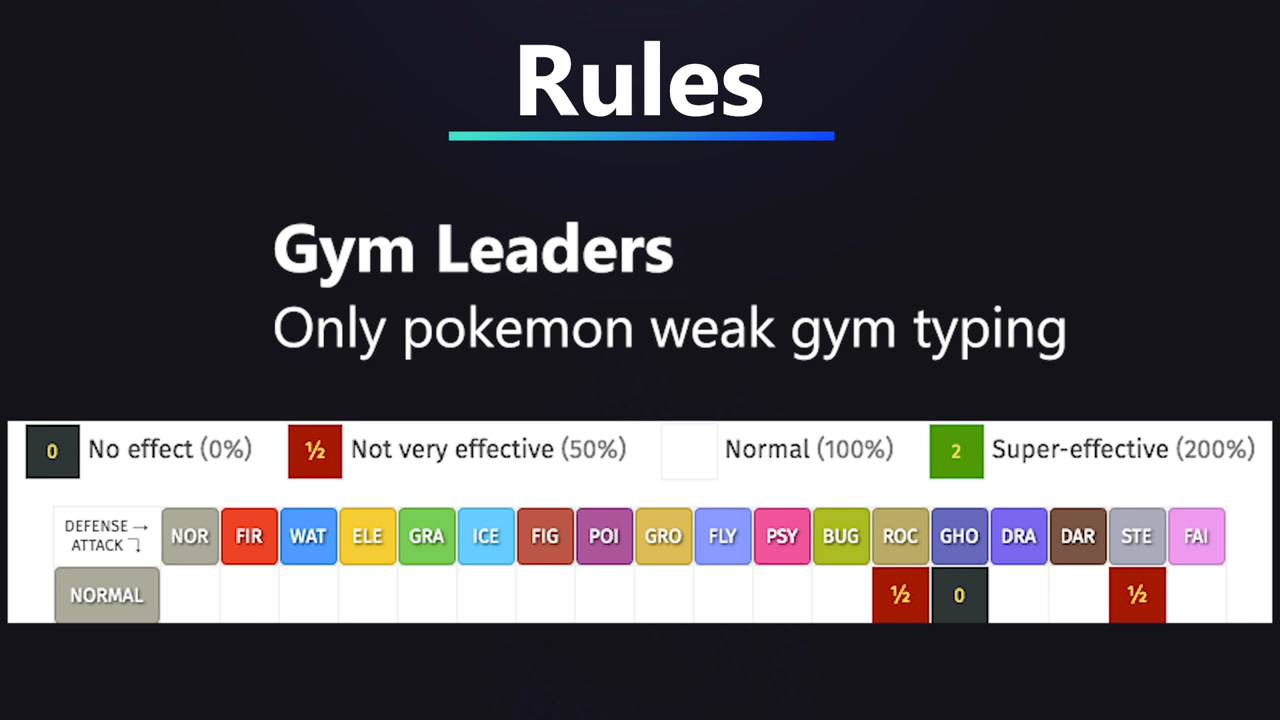 Rules
Gym Leaders
Only pokemon weak gym typing
0 No effect (0%) ½ Not very effective (50%) Normal (100%) 2 Super-effective (200%)
DEFENSE → NOR FIR WAT ELE GRA ICE FIG POI GRO FLY PSY BUG ROC GHO DRA DAR STE FAI
ATTACK ⤵
NORMAL ½ 0 ½